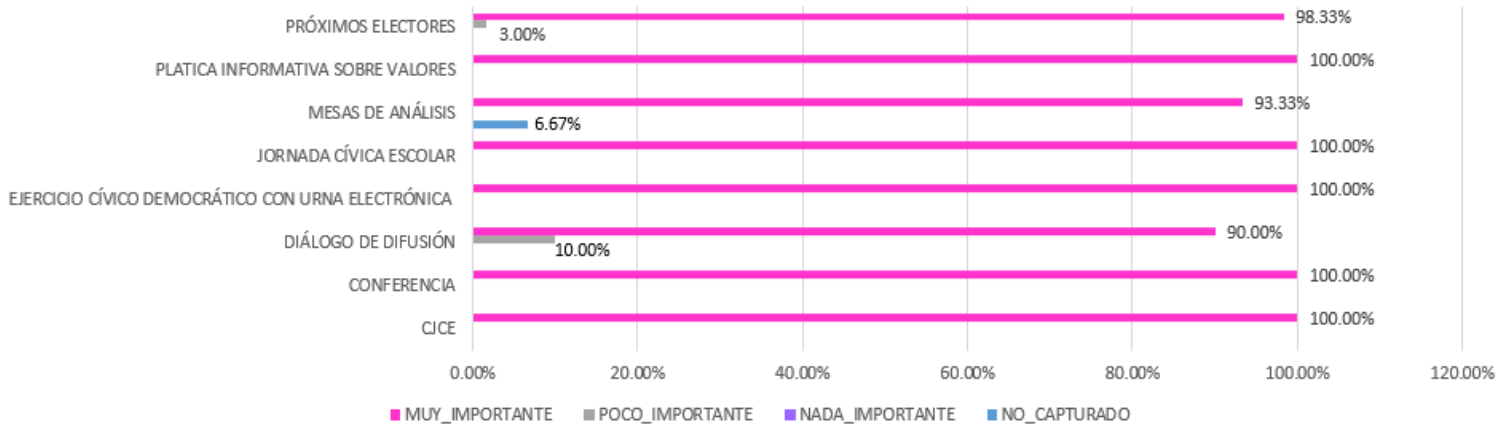 PRÓXIMOS ELECTORES
98.33%
3.00%
PLATICA INFORMATIVA SOBRE VALORES
100.00%
MESAS DE ANÁLISIS
93.33%
6.67%
JORNADA CÍVICA ESCOLAR
100.00%
EJERCICIO CÍVICO DEMOCRÁTICO CON URNA ELECTRÓNICA
100.00%
DIÁLOGO DE DIFUSIÓN
90.00%
10.00%
CONFERENCIA
100.00%
CJCE
100.00%
0.00% 20.00% 40.00% 60.00% 80.00% 100.00% 120.00%
MUY_IMPORTANTE POCO_IMPORTANTE NADA_IMPORTANTE NO_CAPTURADO